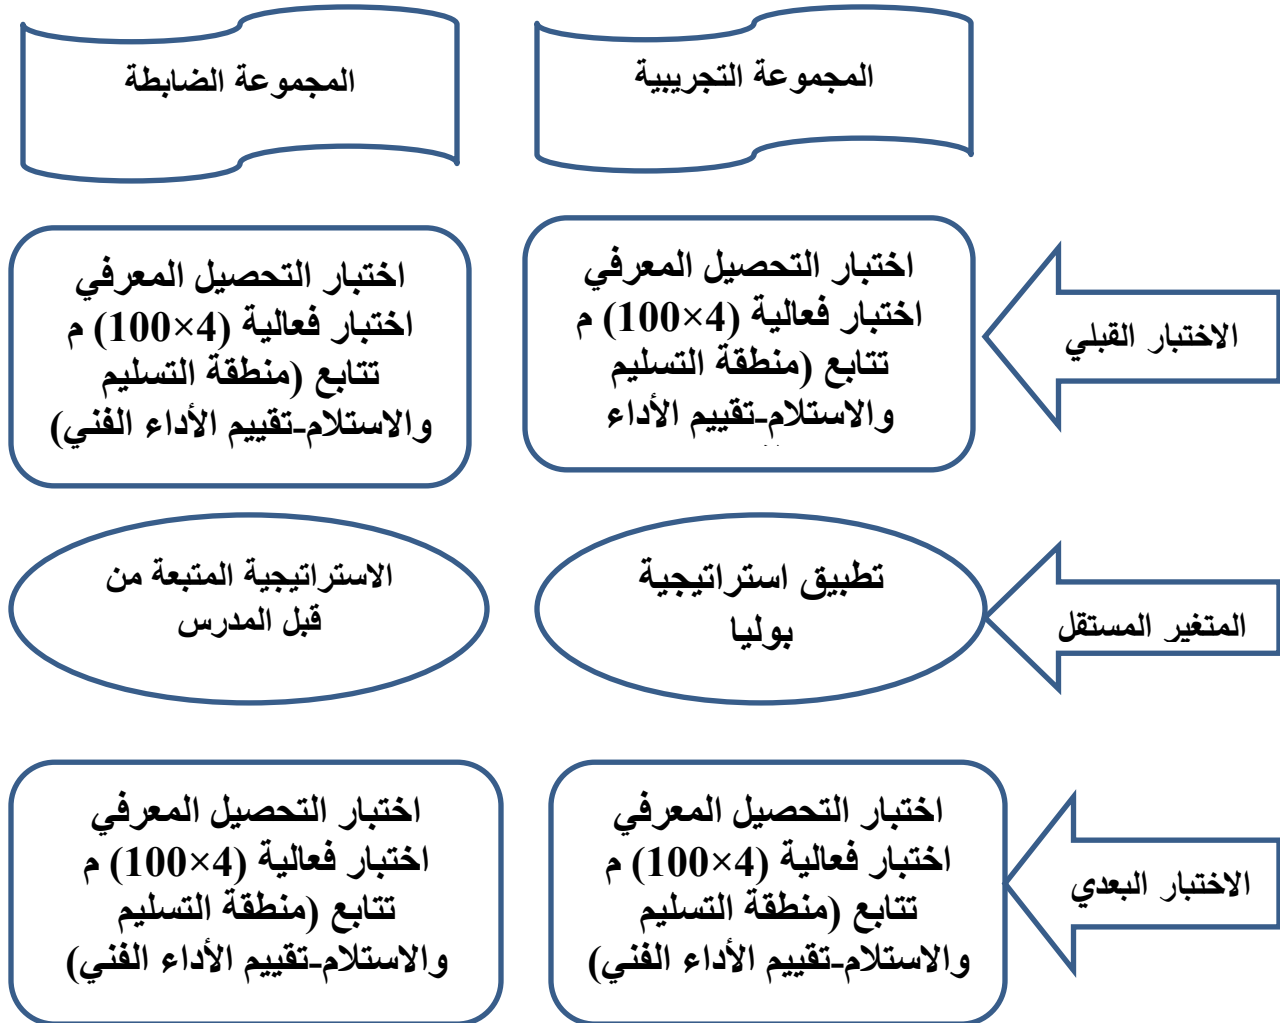 المجموعة التجريبية
المجموعة الضابطة
الاختبار القبلي
اختبار التحصيل المعرفي
اختبار فعالية (4×100) م
تتابع (منطقة التسليم
والاستلام-تقييم الأداء
اختبار التحصيل المعرفي
اختبار فعالية (4×100) م
تتابع (منطقة التسليم
والاستلام-تقييم الأداء الفني)
المتغير المستقل
تطبيق استراتيجية
بوليا
الاستراتيجية المتبعة من
قبل المدرس
الاختبار البعدي
اختبار التحصيل المعرفي
اختبار فعالية (4×100) م
تتابع (منطقة التسليم
والاستلام-تقييم الأداء الفني)
اختبار التحصيل المعرفي
اختبار فعالية (4×100) م
تتابع (منطقة التسليم
والاستلام-تقييم الأداء الفني)